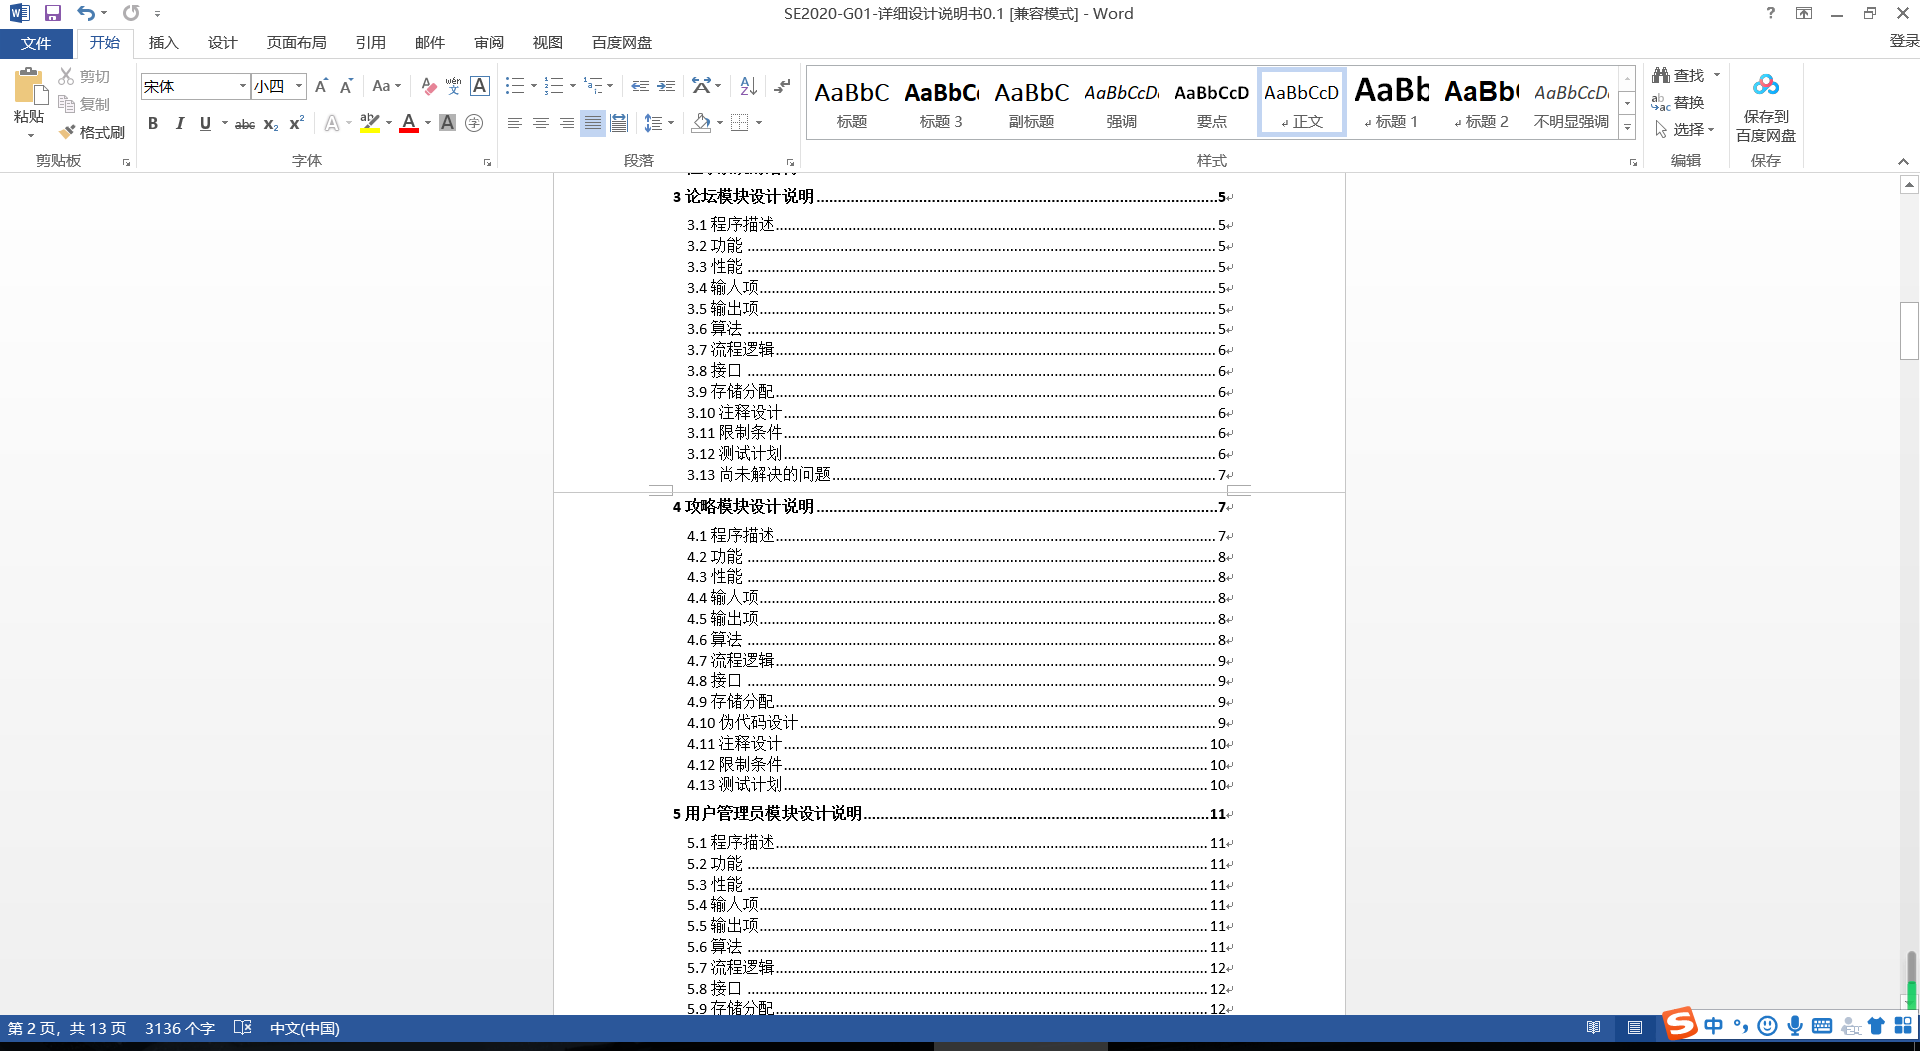 SE2020-G01-详细设计说明书0.1 [兼容模式] - Word
文件 开始 插入 设计 页面布局 引用 邮件 审阅 视图 百度网盘 登录
粘贴 剪切 复制 格式刷
宋体 小四
AaBbC AaBbC AaBbC AaBbCcD AaBbCcD AaBbCcD AaBb AaBb AaBbCcD
标题 标题 3 副标题 强调 要点 正文 标题 1 标题 2 不明显强调
查找 替换 选择
保存到 百度网盘
剪贴板 字体 段落 样式 编辑 保存
3 论坛模块设计说明 5
3.1 程序描述 5
3.2 功能 5
3.3 性能 5
3.4 输人项 5
3.5 输出项 5
3.6 算法 5
3.7 流程逻辑 6
3.8 接口 6
3.9 存储分配 6
3.10 注释设计 6
3.11 限制条件 6
3.12 测试计划 6
3.13 尚未解决的问题 7
4 攻略模块设计说明 7
4.1 程序描述 7
4.2 功能 8
4.3 性能 8
4.4 输人项 8
4.5 输出项 8
4.6 算法 8
4.7 流程逻辑 9
4.8 接口 9
4.9 存储分配 9
4.10 伪代码设计 9
4.11 注释设计 10
4.12 限制条件 10
4.13 测试计划 10
5 用户管理员模块设计说明 11
5.1 程序描述 11
5.2 功能 11
5.3 性能 11
5.4 输人项 11
5.5 输出项 11
5.6 算法 11
5.7 流程逻辑 12
5.8 接口 12
5.9 存储分配 12
第 2 页，共 13 页 3136 个字 中文(中国)
中